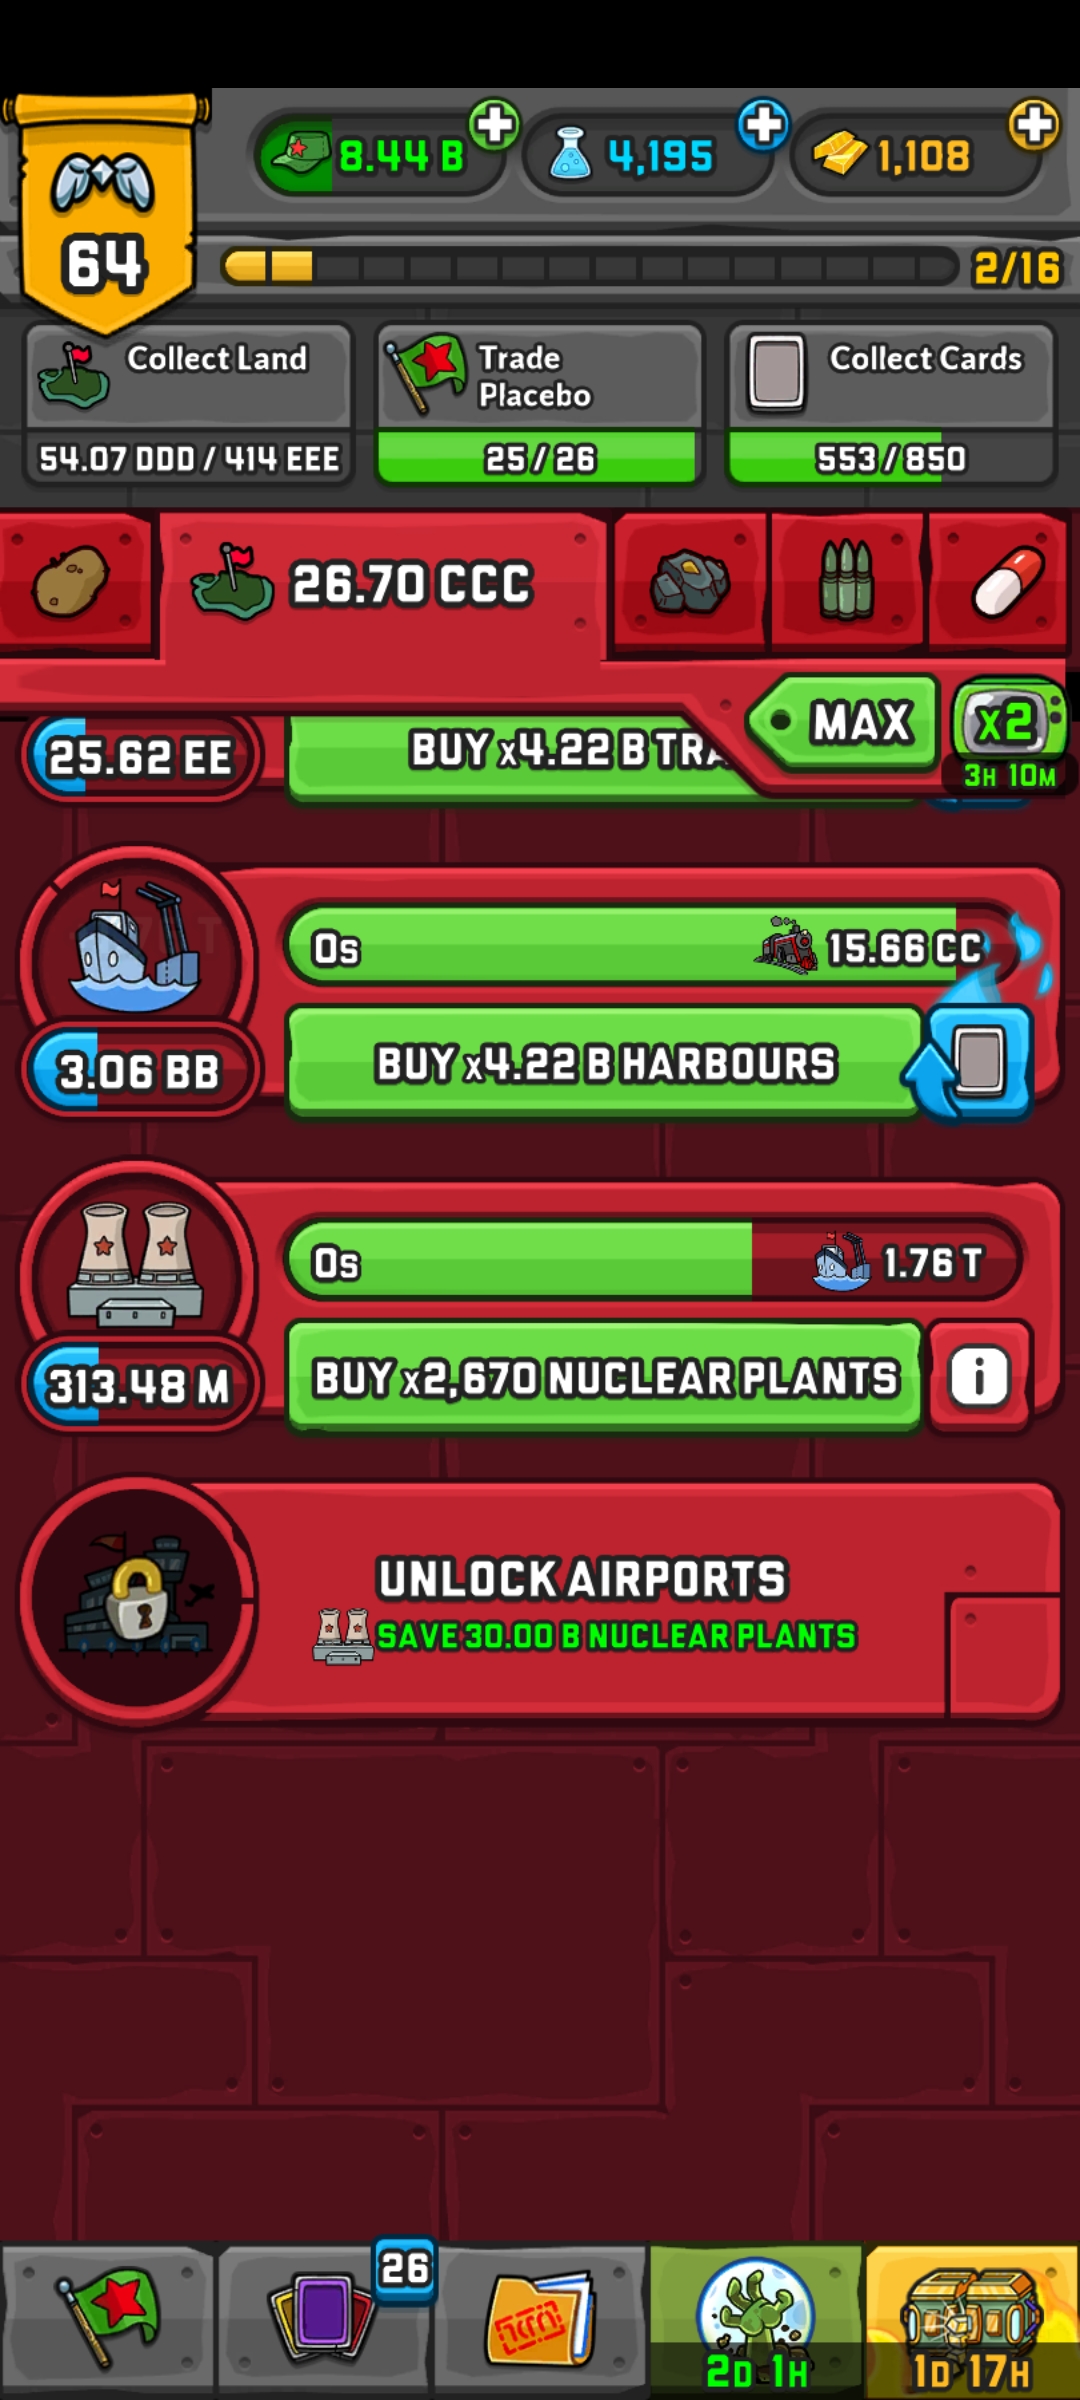 8.44 B
4,195
1,108
64
2/16
Collect Land
54.07 DDD / 414 EEE
Trade
Placebo
25 / 26
Collect Cards
553 / 850
26.70 CCC
MAX
x2
3H 10M
25.62 EE
BUY x4.22 B TRA
0s
15.66 CC
3.06 BB
BUY x4.22 B HARBOURS
0s
1.76 T
313.48 M
BUY x2,670 NUCLEAR PLANTS
i
UNLOCK AIRPORTS
SAVE 30.00 B NUCLEAR PLANTS
26
2D 1H
1D 17H